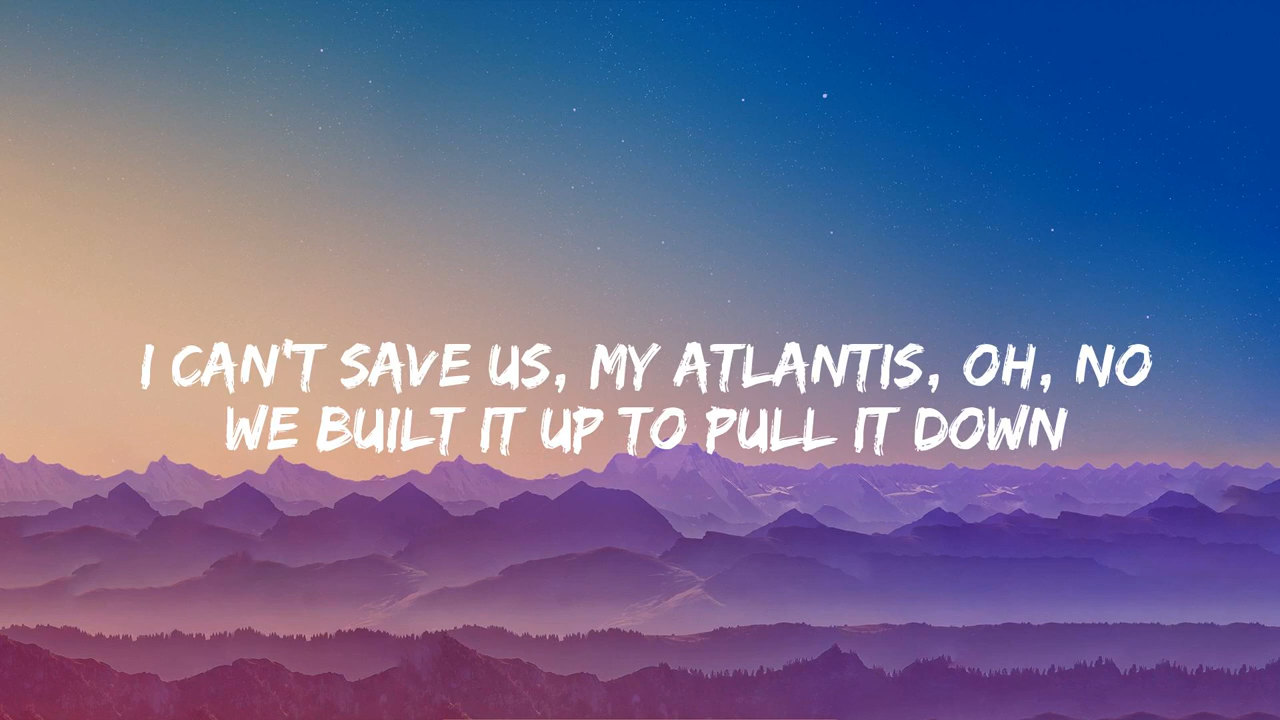 I CAN'T SAVE US, MY ATLANTIS, OH, NO
WE BUILT IT UP TO PULL IT DOWN